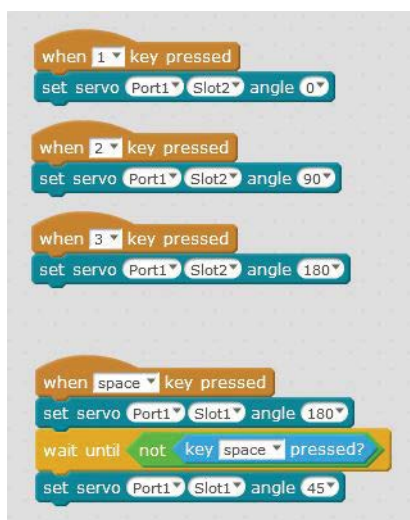 when 1 key pressed
set servo Port1 Slot2 angle 0
when 2 key pressed
set servo Port1 Slot2 angle 90
when 3 key pressed
set servo Port1 Slot2 angle 180
when space key pressed
set servo Port1 Slot1 angle 180
wait until not key space pressed?
set servo Port1 Slot1 angle 45